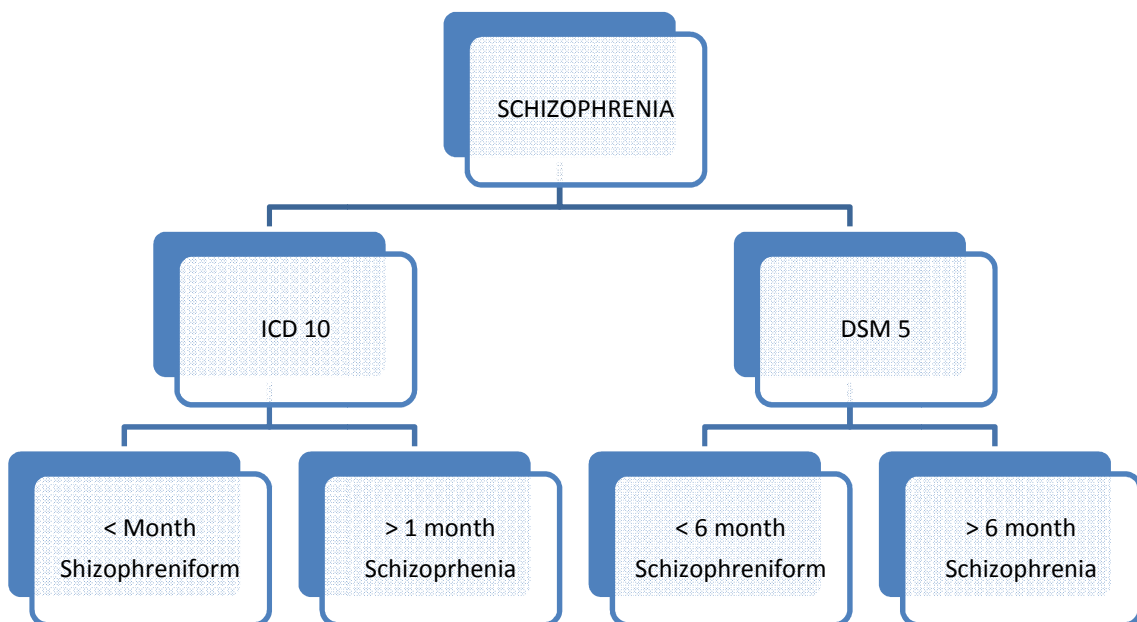 SCHIZOPHRENIA
ICD 10
DSM 5
< Month
Shizophreniform
> 1 month
Schizoprhenia
< 6 month
Schizophreniform
> 6 month
Schizophrenia